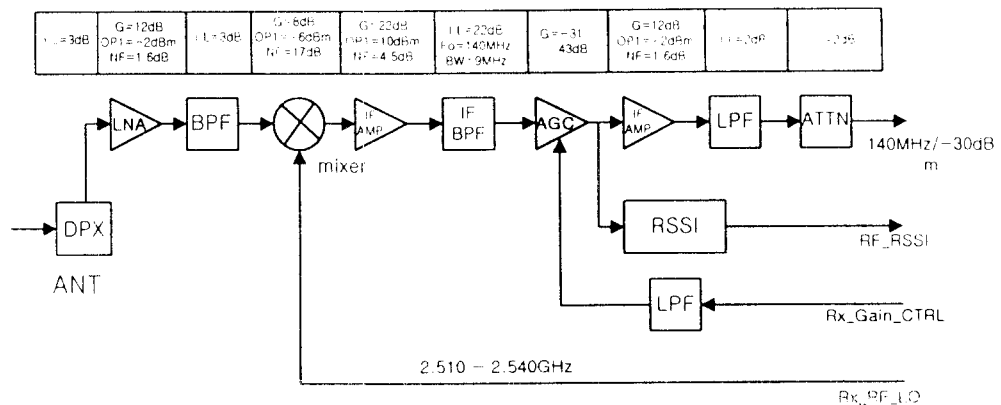 =3dB
G=12dB
OP1=-2dBm
NF=1.6dB
=3dB
G=6dB
OP1=-6dBm
NF=17dB
G=22dB
OP1=10dBm
NF=4.5dB
=22dB
Fo=140MHz
BW 9MHz
G=-31
43dB
G=12dB
OP1=-2dBm
NF=1.6dB
=2dB
-2dB
LNA
BPF
mixer
IF
AMP
IF
BPF
AGC
IF
AMP
LPF
ATTN
140MHz/-30dB
m
DPX
ANT
RSSI
RF_RSSI
LPF
Rx_Gain_CTRL
2.510 - 2.540GHz
Rx_RF_LO